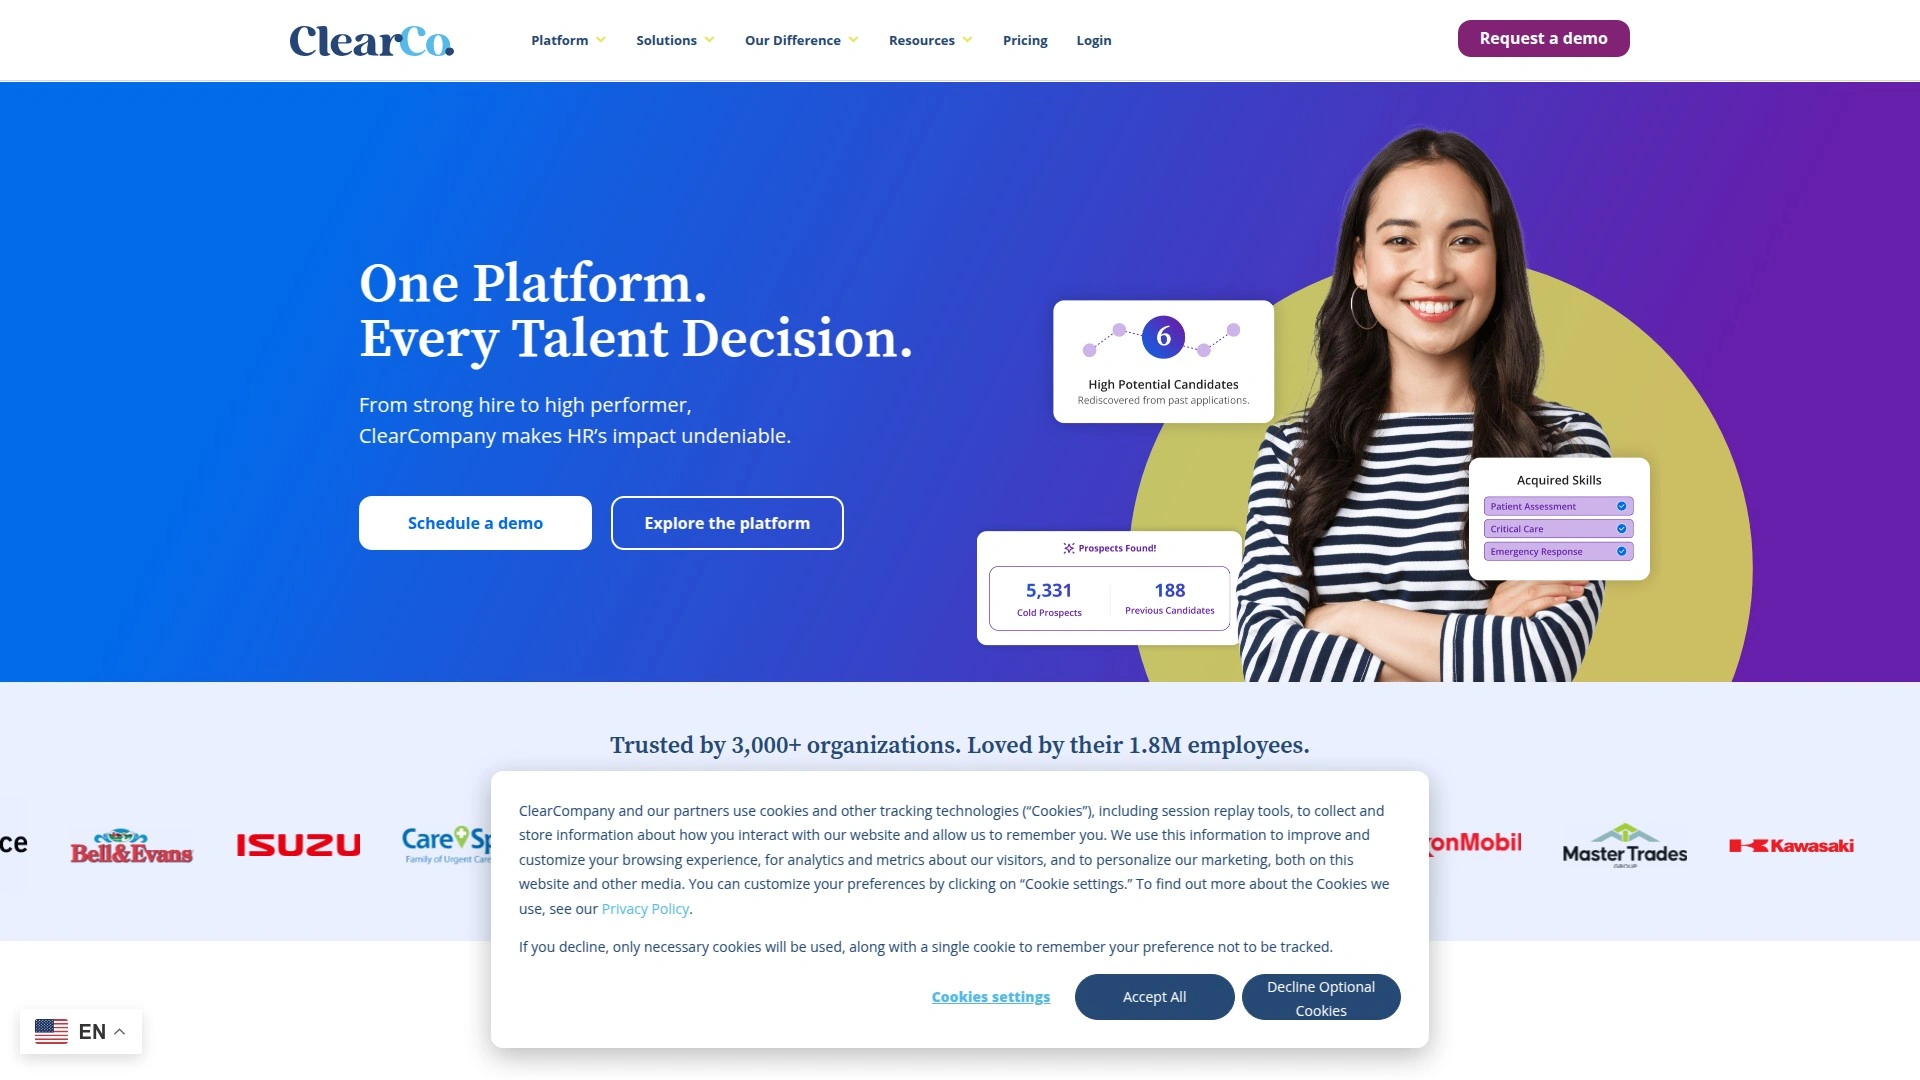 ClearCo.
Platform
Solutions
Our Difference
Resources
Pricing
Login
Request a demo
One Platform.
Every Talent Decision.
From strong hire to high performer,
ClearCompany makes HR’s impact undeniable.
Schedule a demo
Explore the platform
6
High Potential Candidates
Rediscovered from past applications.
Acquired Skills
Patient Assessment
Critical Care
Emergency Response
Prospects Found!
5,331
Cold Prospects
188
Previous Candidates
Trusted by 3,000+ organizations. Loved by their 1.8M employees.
ce
Bell&Evans
ISUZU
CareSp
Family of Urgent Care
onMobil
MasterTrades
GROUP
Kawasaki
ClearCompany and our partners use cookies and other tracking technologies (“Cookies”), including session replay tools, to collect and
store information about how you interact with our website and allow us to remember you. We use this information to improve and
customize your browsing experience, for analytics and metrics about our visitors, and to personalize our marketing, both on this
website and other media. You can customize your preferences by clicking on “Cookie settings.” To find out more about the Cookies we
use, see our Privacy Policy.
If you decline, only necessary cookies will be used, along with a single cookie to remember your preference not to be tracked.
Cookies settings
Accept All
Decline Optional
Cookies
EN